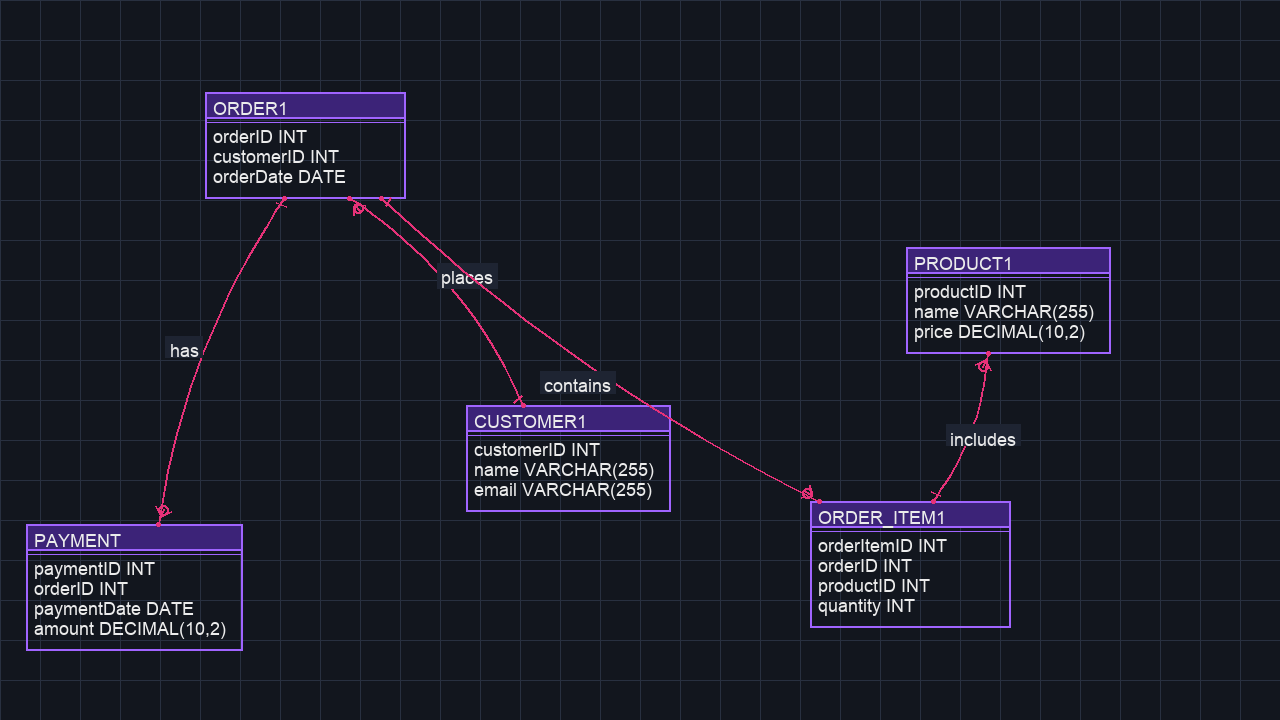 ORDER1
orderID INT
customerID INT
orderDate DATE
places
PRODUCT1
productID INT
name VARCHAR(255)
price DECIMAL(10,2)
has
contains
CUSTOMER1
customerID INT
name VARCHAR(255)
email VARCHAR(255)
includes
PAYMENT
paymentID INT
orderID INT
paymentDate DATE
amount DECIMAL(10,2)
ORDER_ITEM1
orderItemID INT
orderID INT
productID INT
quantity INT